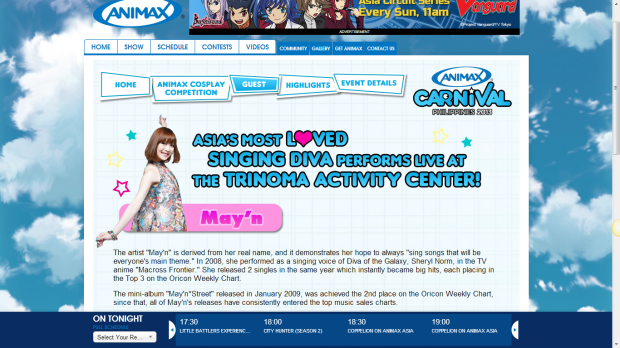 ANIMAX
Asia Circuit Series
Every Sun, 11am
Vanguard
©Project Vanguard/TV Tokyo
ADVERTISEMENT
HOME SHOW SCHEDULE CONTESTS VIDEOS COMMUNITY GALLERY GET ANIMAX CONTACT US
HOME
ANIMAX COSPLAY
COMPETITION
GUEST
HIGHLIGHTS
EVENT DETAILS
ANIMAX
CARNIVAL
PHILIPPINES 2013
ASIA'S MOST LVED
SINGING DIVA PERFORMS LIVE AT
THE TRINOMA ACTIVITY CENTER!
May'n
The artist "May'n" is derived from her real name, and it demonstrates her hope to always "sing songs that will be
everyone's main theme." In 2008, she performed as a singing voice of Diva of the Galaxy, Sheryl Norm, in the TV
anime "Macross Frontier." She released 2 singles in the same year which instantly became big hits, each placing in
the Top 3 on the Oricon Weekly Chart.
The mini-album "May'n*Street" released in January 2009, was achieved the 2nd place on the Oricon Weekly Chart,
since that, all of May'n's releases have consistently entered the top music sales charts.
ON TONIGHT
FULL SCHEDULE
Select Your Re...
17:30
LITTLE BATTLERS EXPERIENC...
18:00
CITY HUNTER (SEASON 2)
18:30
COPPELION ON ANIMAX ASIA
19:00
COPPELION ON ANIMAX ASIA